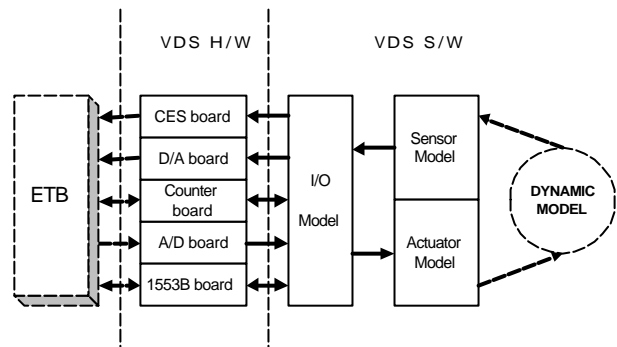 VDS H/W
VDS S/W
ETB
CES board
D/A board
Counter
board
A/D board
1553B board
I/O
Model
Sensor
Model
Actuator
Model
DYNAMIC
MODEL